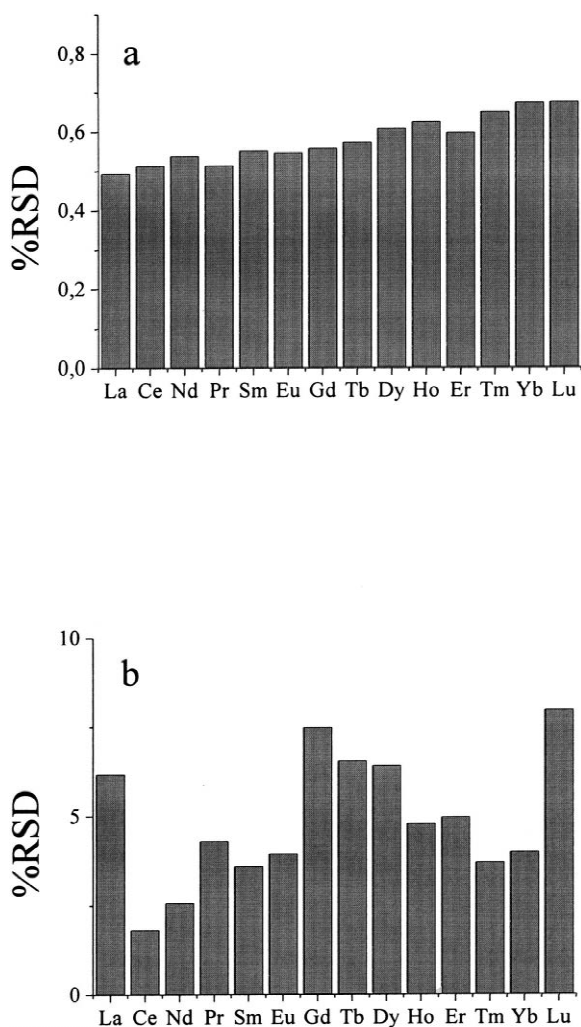 a
0,8
0,6
0,4
0,2
0,0
%RSD
La Ce Nd Pr Sm Eu Gd Tb Dy Ho Er Tm Yb Lu
b
10
5
0
%RSD
La Ce Nd Pr Sm Eu Gd Tb Dy Ho Er Tm Yb Lu